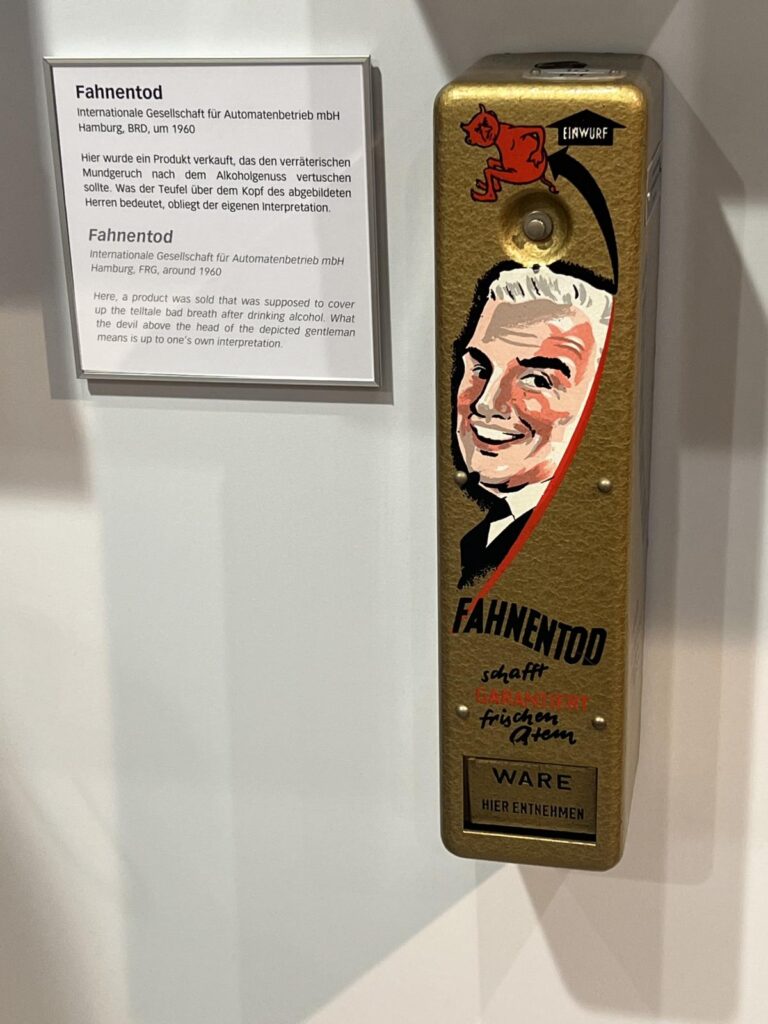 Fahnentod
Internationale Gesellschaft für Automatenbetrieb mbH
Hamburg, BRD, um 1960
Hier wurde ein Produkt verkauft, das den verräterischen
Mundgeruch nach dem Alkoholgenuss vertuschen
sollte. Was der Teufel über dem Kopf des abgebildeten
Herren bedeutet, obliegt der eigenen Interpretation.
Fahnentod
Internationale Gesellschaft für Automatenbetrieb mbH
Hamburg, FRG, around 1960
Here, a product was sold that was supposed to cover
up the telltale bad breath after drinking alcohol. What
the devil above the head of the depicted gentleman
means is up to one's own interpretation.
EINWURF
FAHNENTOD
schafft
GARANTIERT
frischen
Atem
WARE
HIER ENTNEHMEN